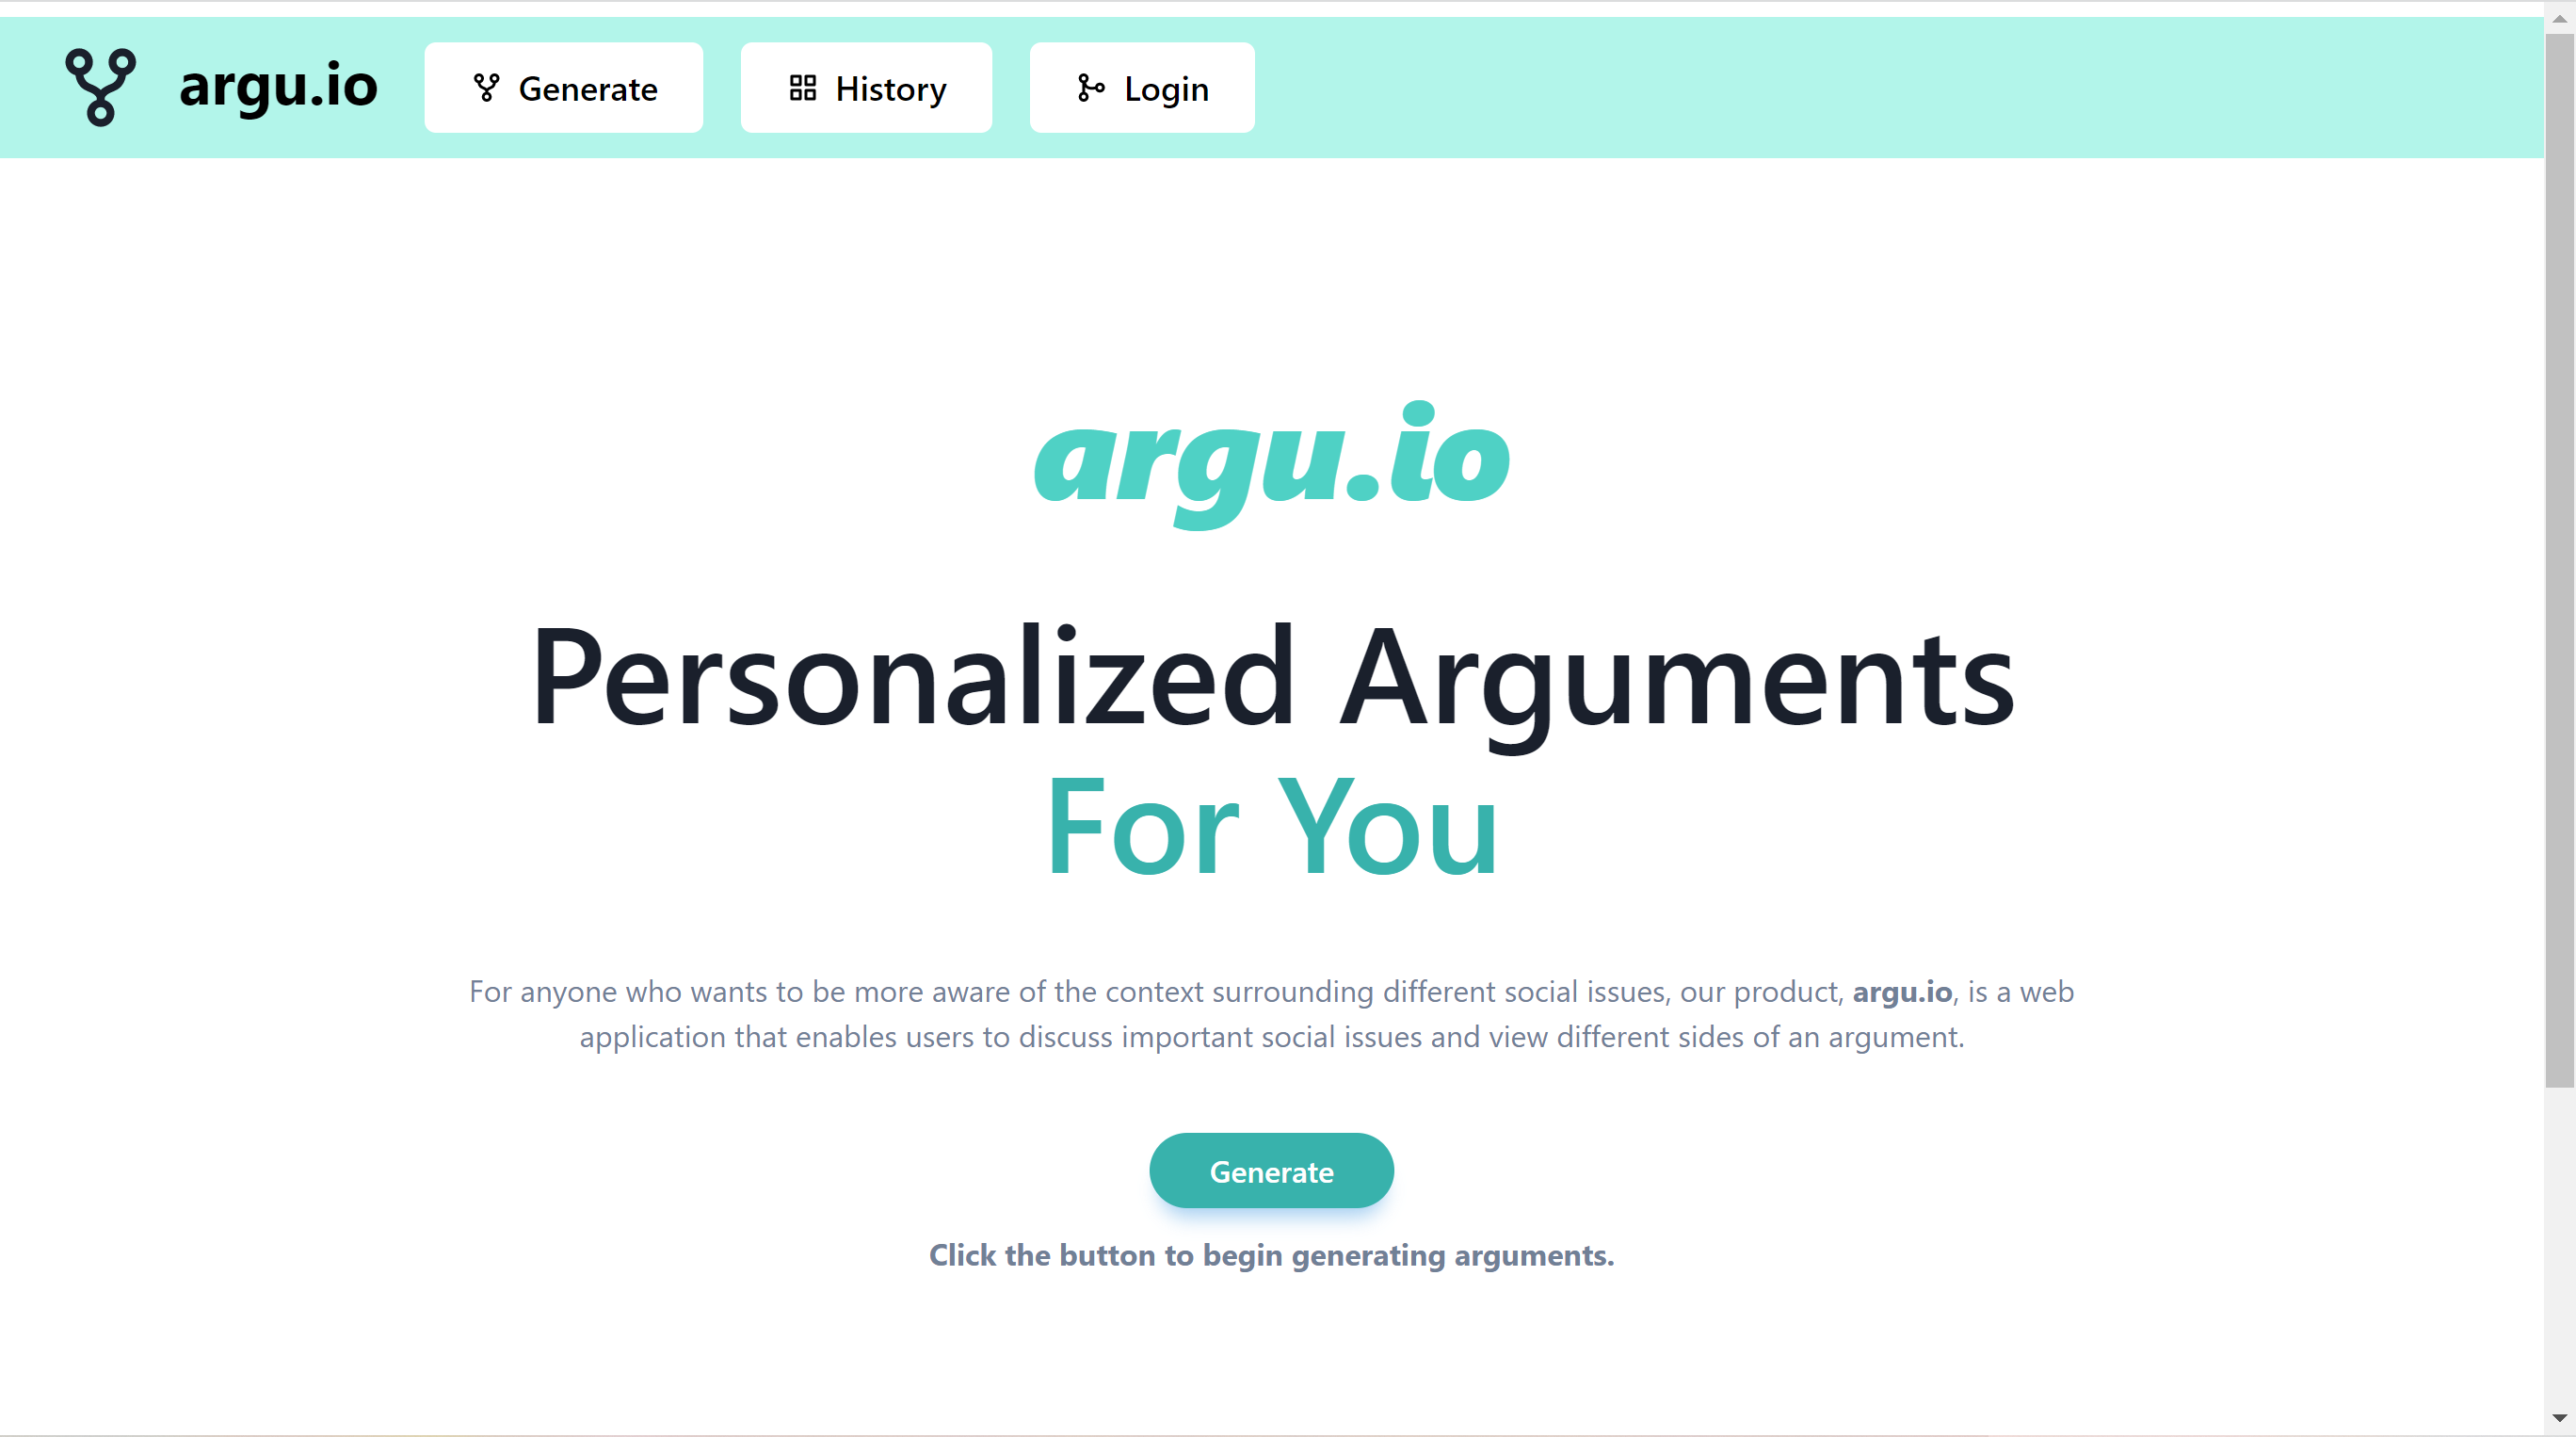 argu.io
Generate
History
Login
argu.io
Personalized Arguments
For You
For anyone who wants to be more aware of the context surrounding different social issues, our product, argu.io, is a web
application that enables users to discuss important social issues and view different sides of an argument.
Generate
Click the button to begin generating arguments.